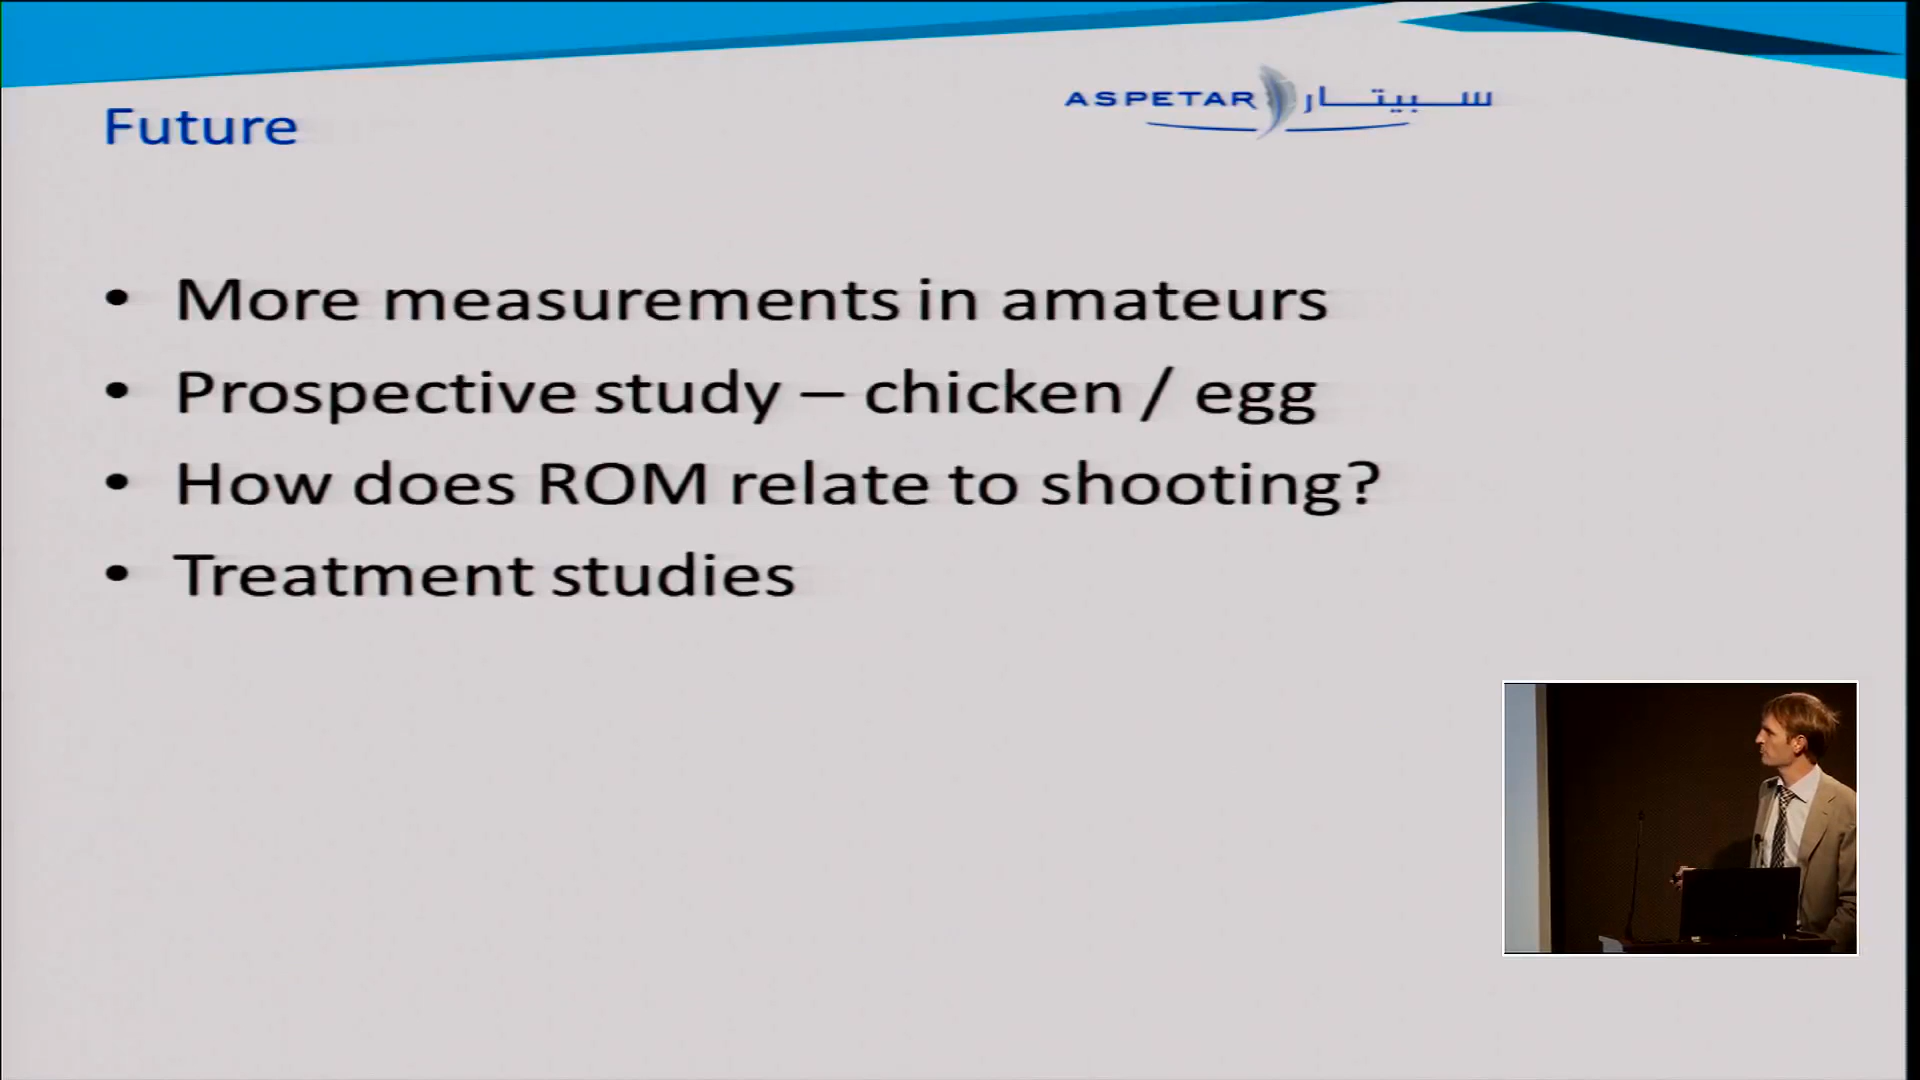 ASPETAR سبيتار
Future
• More measurements in amateurs
• Prospective study – chicken / egg
• How does ROM relate to shooting?
• Treatment studies